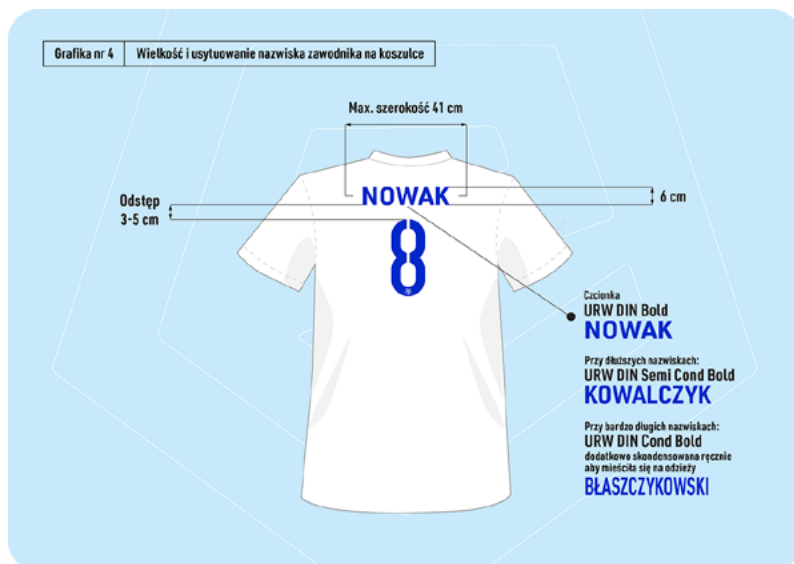 Grafika nr 4 Wielkość i usytuowanie nazwiska zawodnika na koszulce
Max. szerokość 41 cm
NOWAK
6 cm
Odstęp
3-5 cm
8
Czcionka
URW DIN Bold
NOWAK
Przy dłuższych nazwiskach:
URW DIN Semi Cond Bold
KOWALCZYK
Przy bardzo długich nazwiskach:
URW DIN Cond Bold
dodatkowo skondensowana ręcznie
aby mieściła się na odzieży
BŁASZCZYKOWSKI